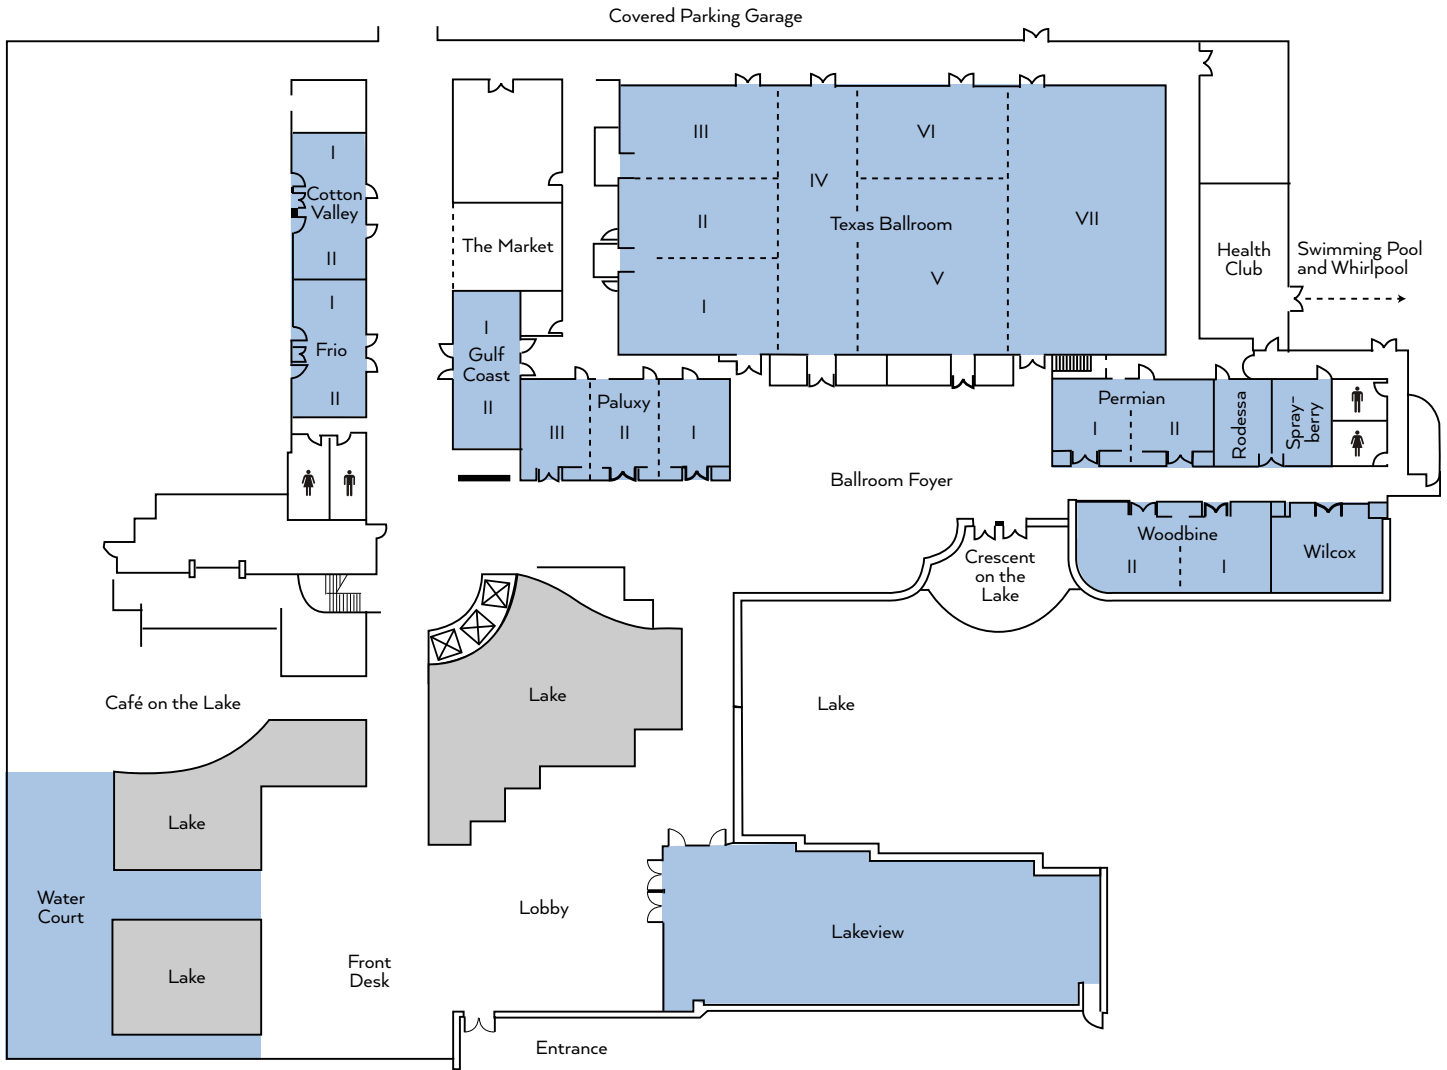 Covered Parking Garage
I
Cotton
Valley
II
I
Frio
II
The Market
I
Gulf
Coast
II
III
IV
VI
II
Texas Ballroom
VII
I
V
Health
Club
Swimming Pool
and Whirlpool
Paluxy
III
II
I
Permian
I
II
Rodessa
Spray-
berry
Ballroom Foyer
Woodbine
II
I
Wilcox
Crescent
on the
Lake
Lake
Lake
Café on the Lake
Lake
Water
Court
Lake
Front
Desk
Lobby
Lakeview
Entrance